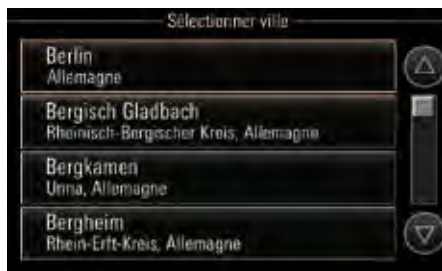 Sélectionner ville
Berlin
Allemagne
Bergisch Gladbach
Rheinisch-Bergischer Kreis, Allemagne
Bergkamen
Unna, Allemagne
Bergheim
Rhein-Erft-Kreis, Allemagne